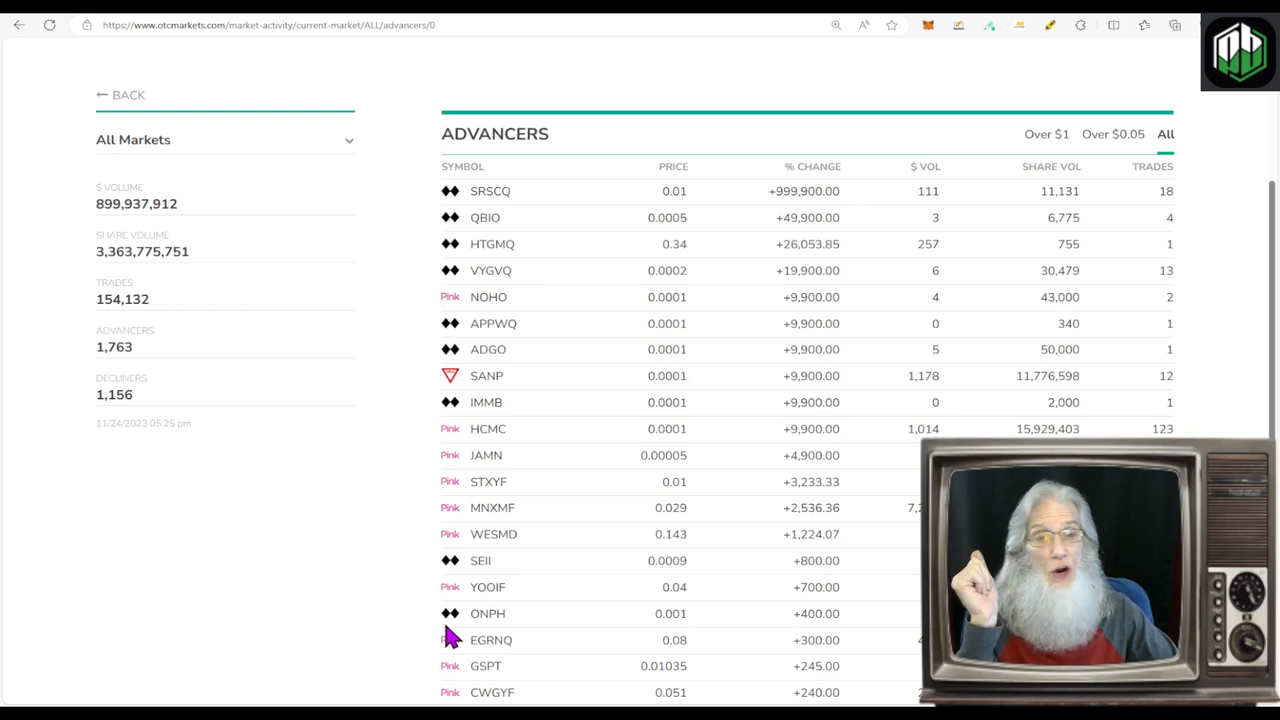 https://www.otcmarkets.com/market-activity/current-market/ALL/advancers/0
BACK
All Markets
$ VOLUME
899,937,912
SHARE VOLUME
3,363,775,751
TRADES
154,132
ADVANCERS
1,763
DECLINERS
1,156
11/24/2023 05:25 pm
ADVANCERS Over $1 Over $0.05 All
SYMBOL PRICE % CHANGE $ VOL SHARE VOL TRADES
SRSCQ 0.01 +999,900.00 111 11,131 18
QBIO 0.0005 +49,900.00 3 6,775 4
HTGMQ 0.34 +26,053.85 257 755 1
VYGVQ 0.0002 +19,900.00 6 30,479 13
Pink NOHO 0.0001 +9,900.00 4 43,000 2
APPWQ 0.0001 +9,900.00 0 340 1
ADGO 0.0001 +9,900.00 5 50,000 1
SANP 0.0001 +9,900.00 1,178 11,776,598 12
IMMB 0.0001 +9,900.00 0 2,000 1
Pink HCMC 0.0001 +9,900.00 1,014 15,929,403 123
Pink JAMN 0.00005 +4,900.00
Pink STXYF 0.01 +3,233.33
Pink MNXMF 0.029 +2,536.36
Pink WESMD 0.143 +1,224.07
SEII 0.0009 +800.00
Pink YOOIF 0.04 +700.00
ONPH 0.001 +400.00
EGRNQ 0.08 +300.00
Pink GSPT 0.01035 +245.00
Pink CWGYF 0.051 +240.00